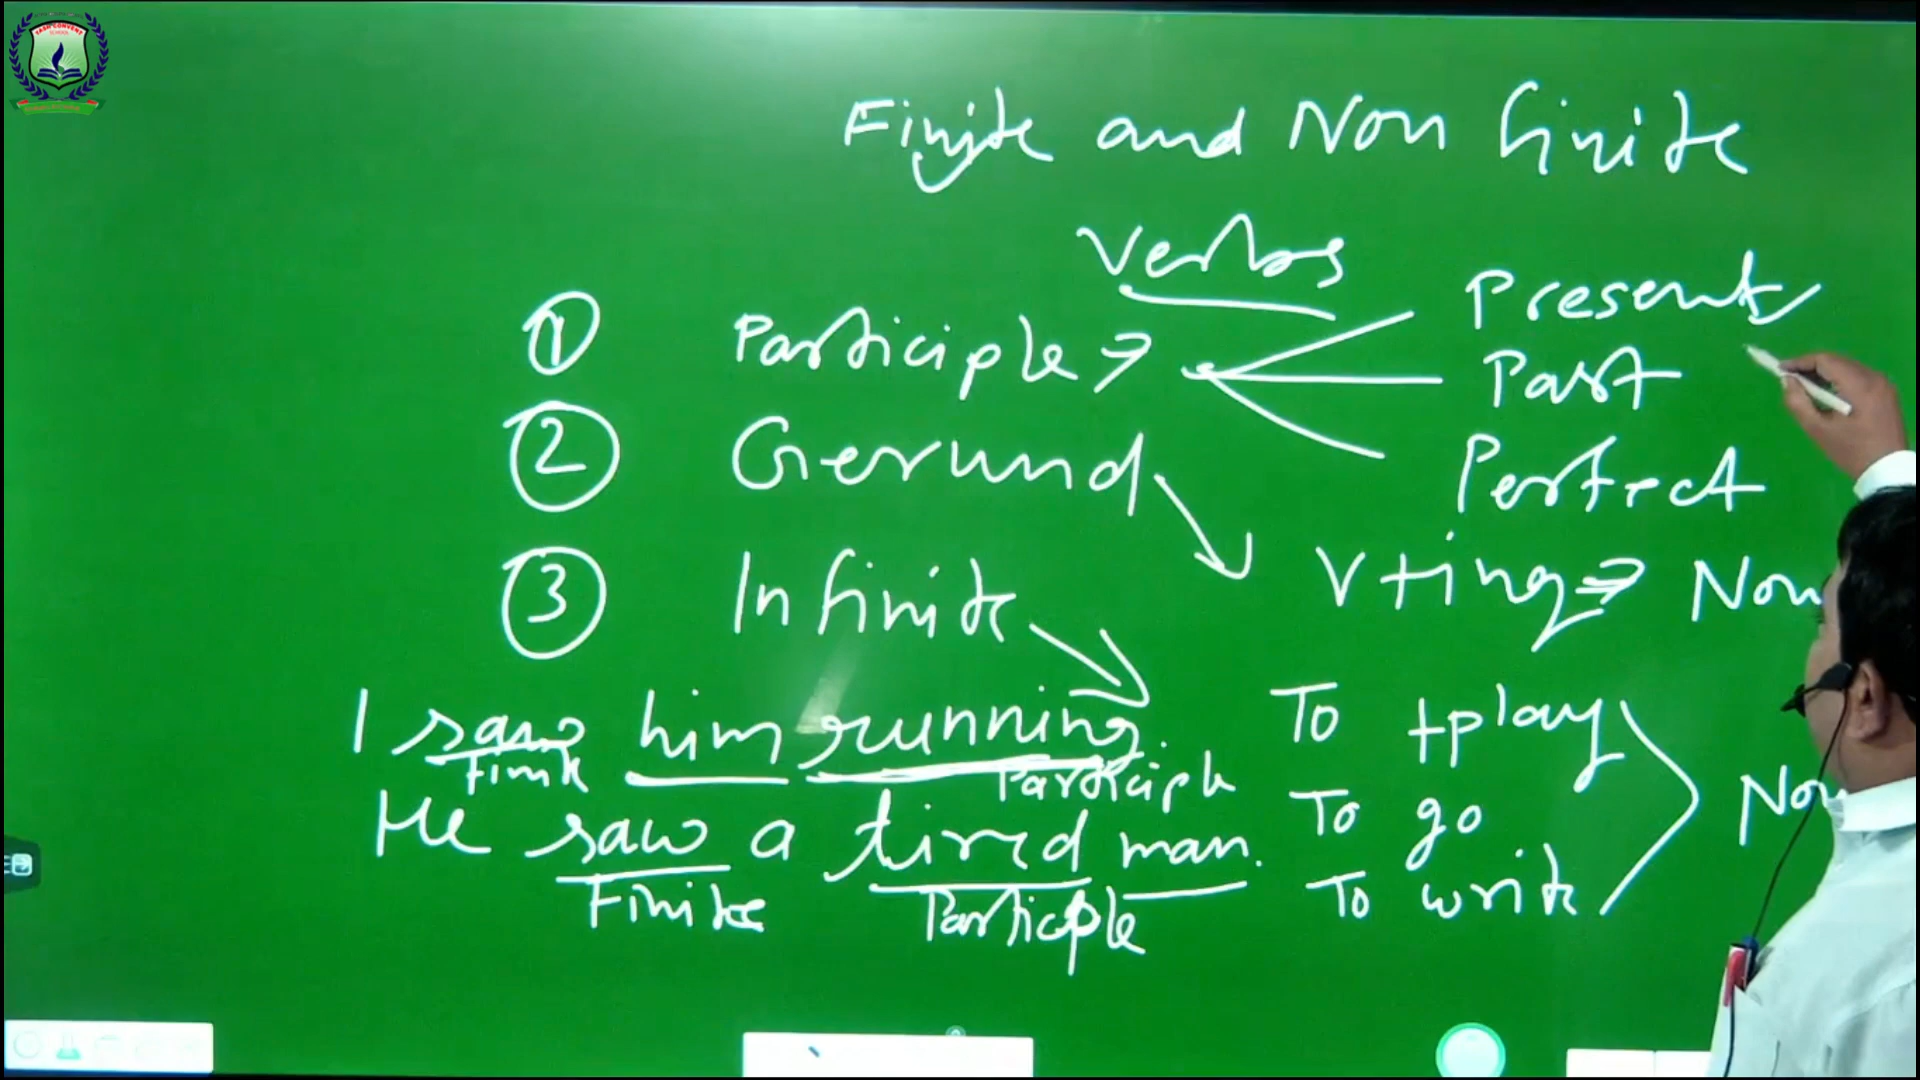 Finite and Non finite
Verbs
① Participle → Present
Past
Perfect
② Gerund
V+ing → Noun
③ Infinite
I saw him running.
Finite Participle
To +play
He saw a tired man.
Finite Participle
To go
To write